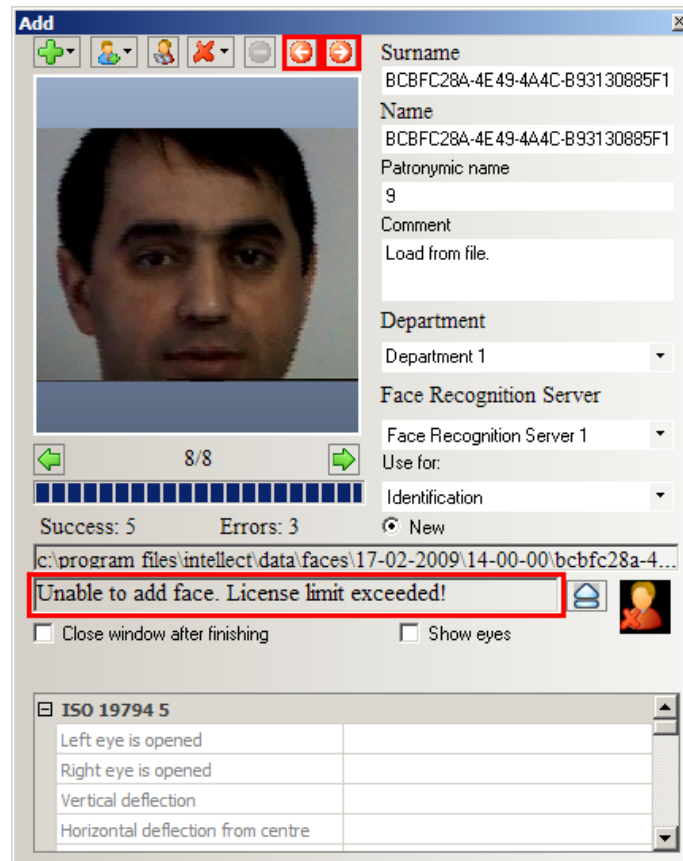 Add
Surname
BCBFC28A-4E49-4A4C-B93130885F1
Name
BCBFC28A-4E49-4A4C-B93130885F1
Patronymic name
9
Comment
Load from file.
Department
Department 1
Face Recognition Server
Face Recognition Server 1
8/8
Use for:
Identification
Success: 5 Errors: 3
New
c:\program files\intellect\data\faces\17-02-2009\14-00-00\bcbfc28a-4...
Unable to add face. License limit exceeded!
Close window after finishing
Show eyes
ISO 19794 5
Left eye is opened
Right eye is opened
Vertical deflection
Horizontal deflection from centre